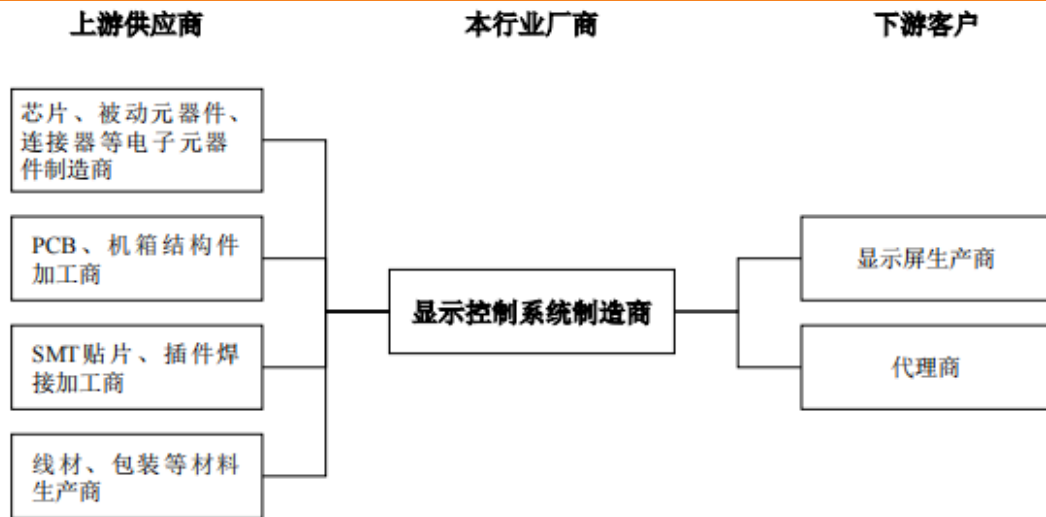 上游供应商
本行业厂商
下游客户
芯片、被动元器件、
连接器等电子元器
件制造商
PCB、机箱结构件
加工商
SMT贴片、插件焊
接加工商
线材、包装等材料
生产商
显示控制系统制造商
显示屏生产商
代理商